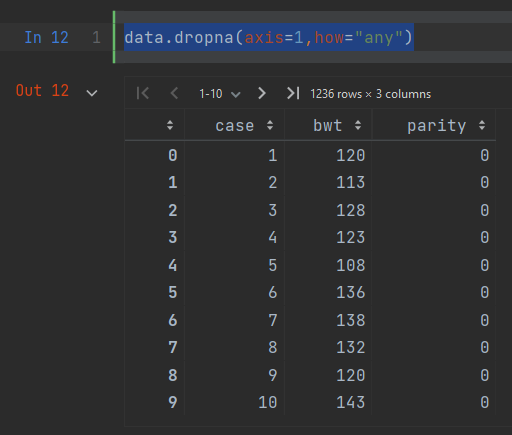 In 12 1 data.dropna(axis=1,how="any")
Out 12 1-10 1236 rows × 3 columns
case bwt parity
0 1 120 0
1 2 113 0
2 3 128 0
3 4 123 0
4 5 108 0
5 6 136 0
6 7 138 0
7 8 132 0
8 9 120 0
9 10 143 0